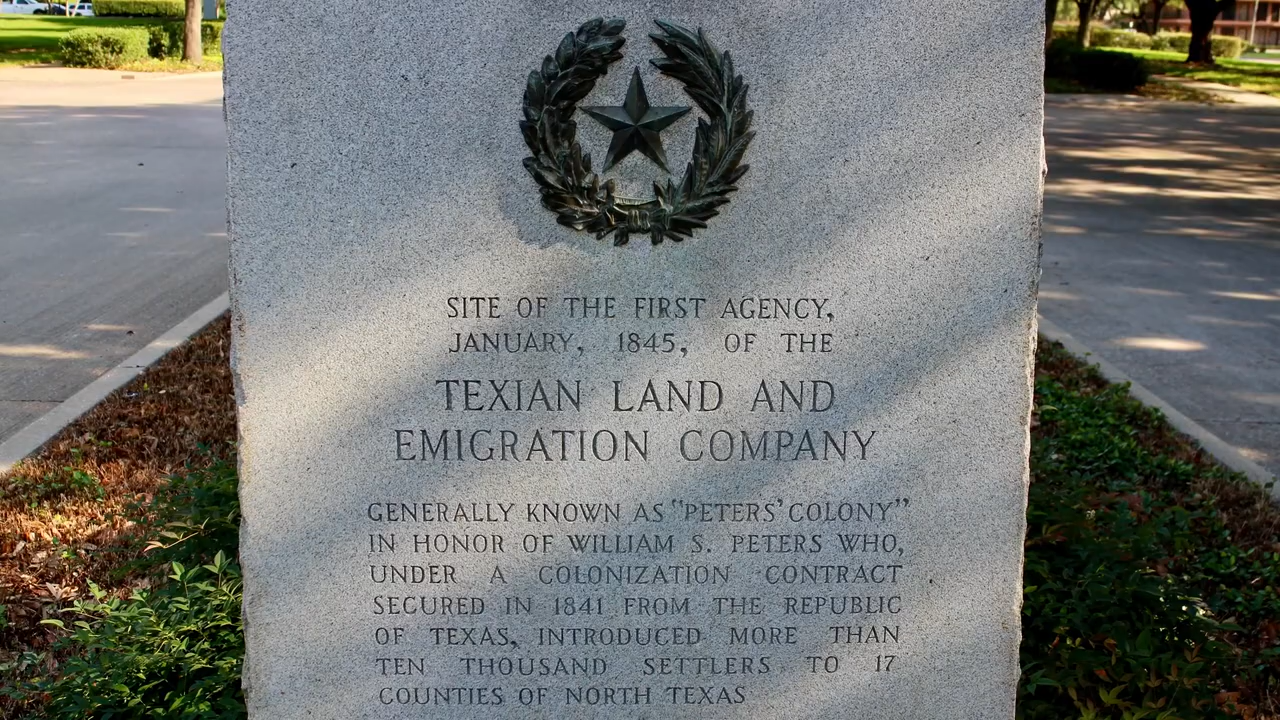 SITE OF THE FIRST AGENCY,
JANUARY, 1845, OF THE
TEXIAN LAND AND
EMIGRATION COMPANY
GENERALLY KNOWN AS "PETERS' COLONY"
IN HONOR OF WILLIAM S. PETERS WHO,
UNDER A COLONIZATION CONTRACT
SECURED IN 1841 FROM THE REPUBLIC
OF TEXAS, INTRODUCED MORE THAN
TEN THOUSAND SETTLERS TO 17
COUNTIES OF NORTH TEXAS